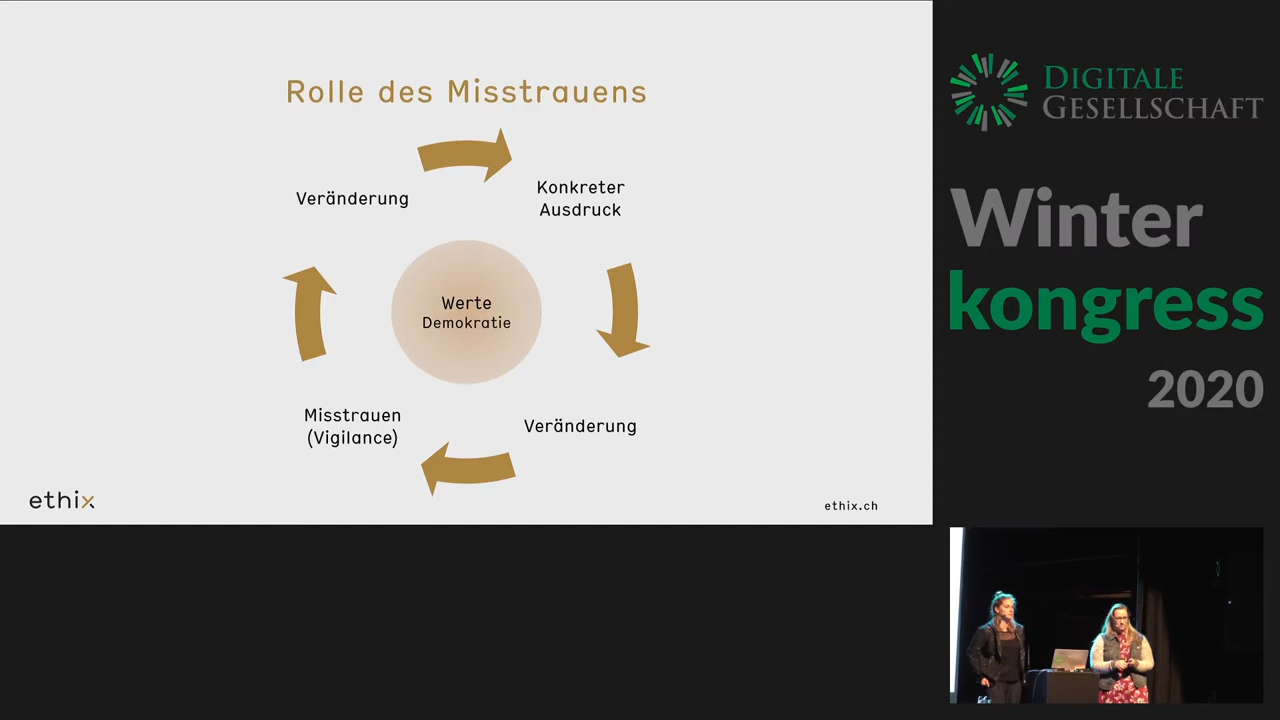 Rolle des Misstrauens
Veränderung
Konkreter
Ausdruck
Werte
Demokratie
Misstrauen
(Vigilance)
Veränderung
ethix
ethix.ch
DIGITALE
GESELLSCHAFT
Winter
kongress
2020